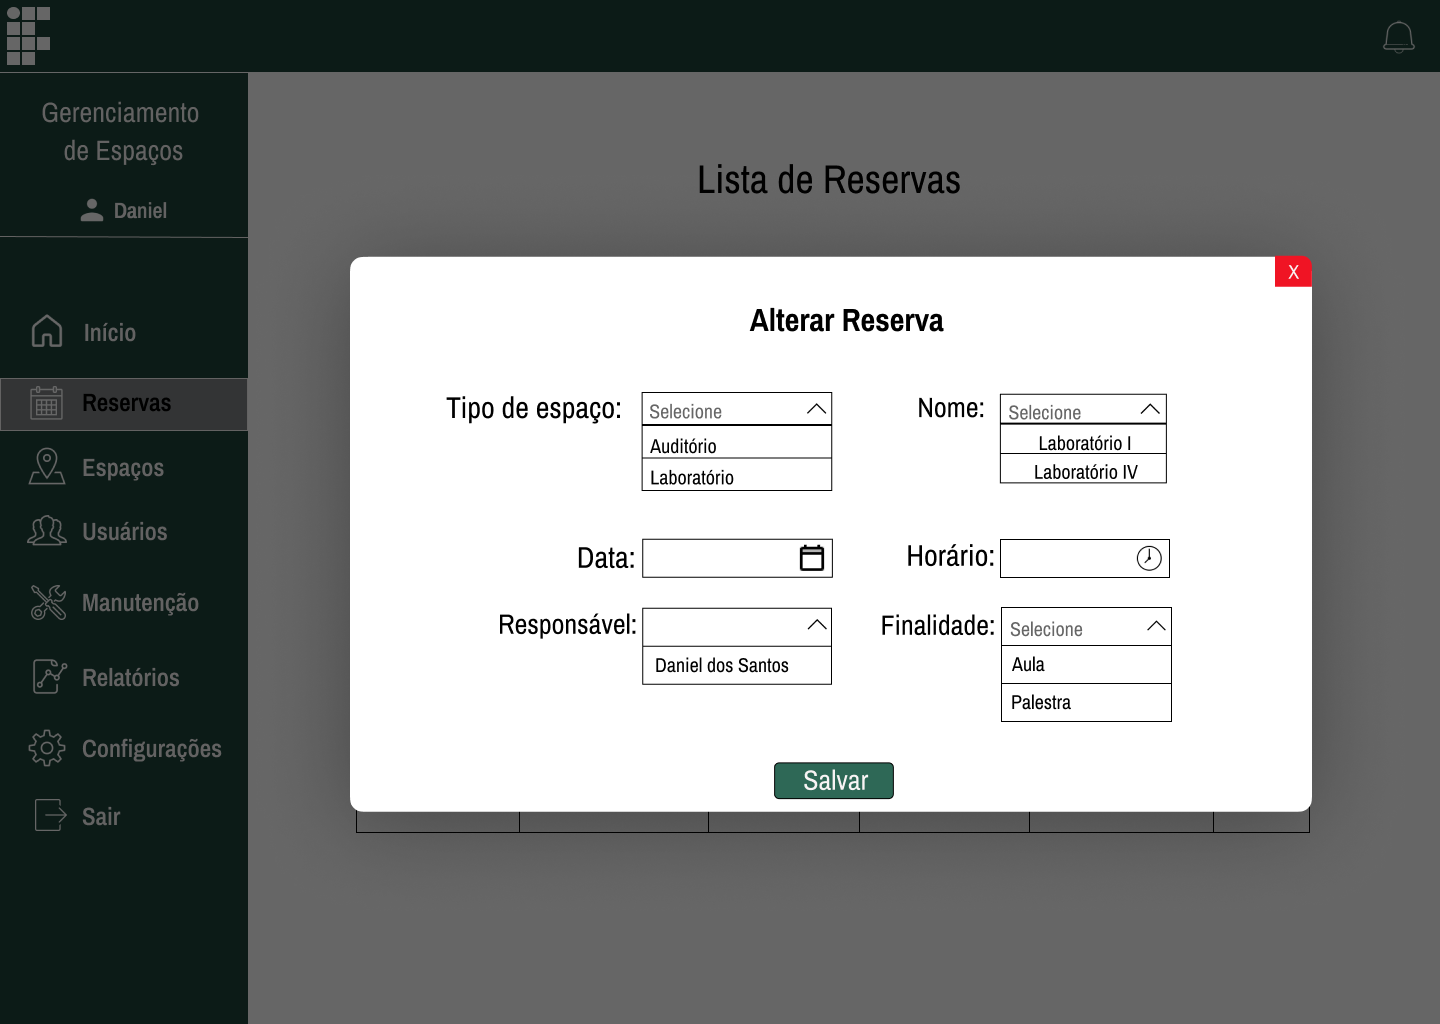 Gerenciamento
de Espaços
Daniel
Início
Reservas
Espaços
Usuários
Manutenção
Relatórios
Configurações
Sair
Lista de Reservas
X
Alterar Reserva
Tipo de espaço:
Selecione
Auditório
Laboratório
Nome:
Selecione
Laboratório I
Laboratório IV
Data:
Horário:
Responsável:
Daniel dos Santos
Finalidade:
Selecione
Aula
Palestra
Salvar